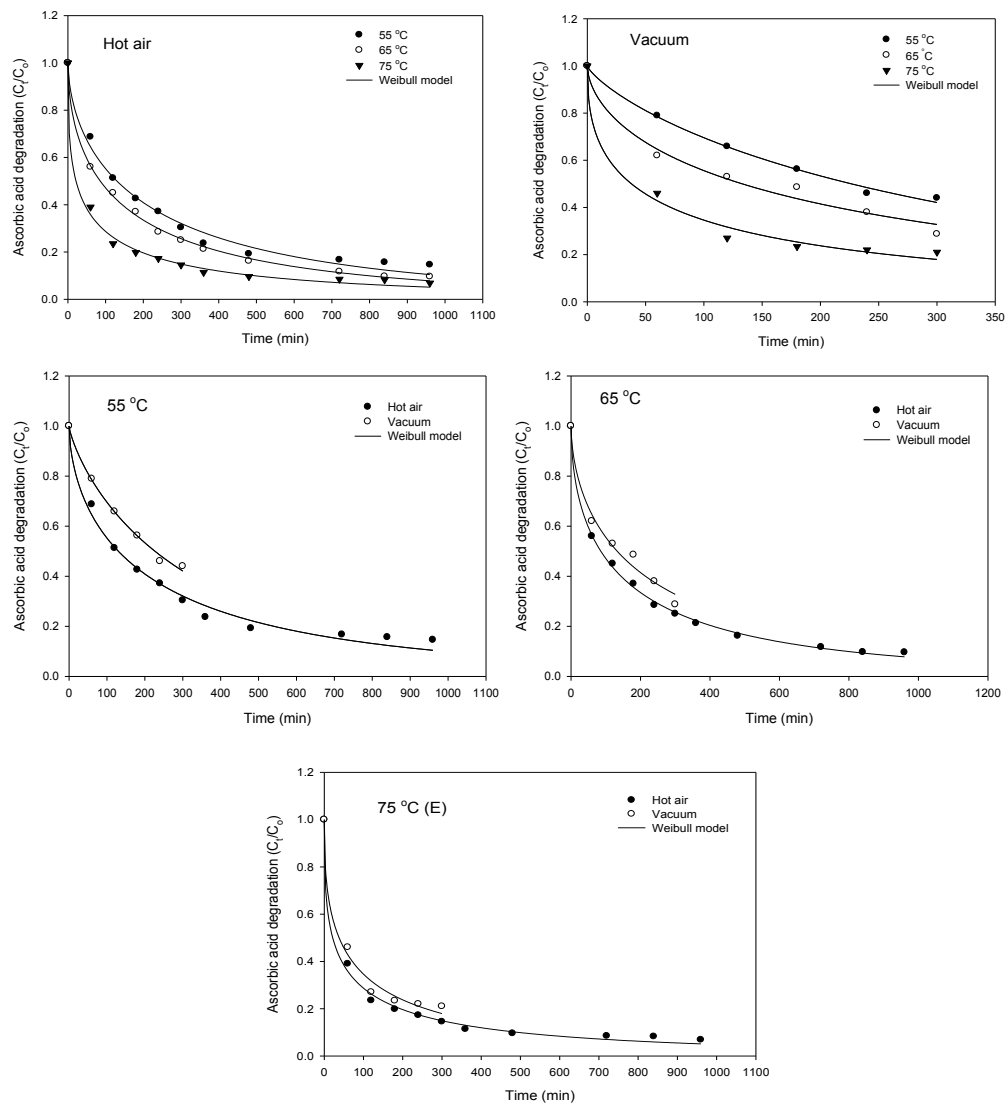 Hot air
55 °C
65 °C
75 °C
Weibull model
Ascorbic acid degradation (Ct/Co)
1.2
1.0
0.8
0.6
0.4
0.2
0.0
0 100 200 300 400 500 600 700 800 900 1000 1100
Time (min)
Vacuum
55 °C
65 °C
75 °C
Weibull model
Ascorbic acid degradation (Ct/Co)
1.2
1.0
0.8
0.6
0.4
0.2
0.0
0 50 100 150 200 250 300 350
Time (min)
55 °C
Hot air
Vacuum
Weibull model
Ascorbic acid degradation (Ct/Co)
1.2
1.0
0.8
0.6
0.4
0.2
0.0
0 100 200 300 400 500 600 700 800 900 1000 1100
Time (min)
65 °C
Hot air
Vacuum
Weibull model
Ascorbic acid degradation (Ct/Co)
1.2
1.0
0.8
0.6
0.4
0.2
0.0
0 200 400 600 800 1000 1200
Time (min)
75 °C (E)
Hot air
Vacuum
Weibull model
Ascorbic acid degradation (Ct/Co)
1.2
1.0
0.8
0.6
0.4
0.2
0.0
0 100 200 300 400 500 600 700 800 900 1000 1100
Time (min)